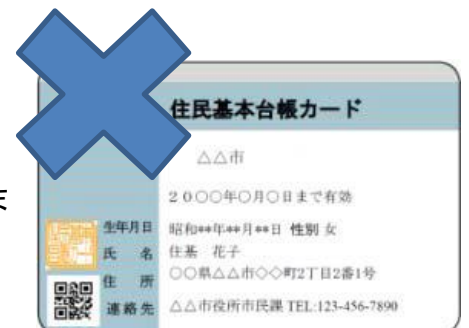 住民基本台帳カード
△△市
20○○年○月○日まで有効
生年月日 昭和**年**月**日 性別 女
氏 名 住基 花子
住 所 ○○県△△市◇◇町2丁目2番1号
連絡先 △△市役所市民課 TEL:123-456-7890